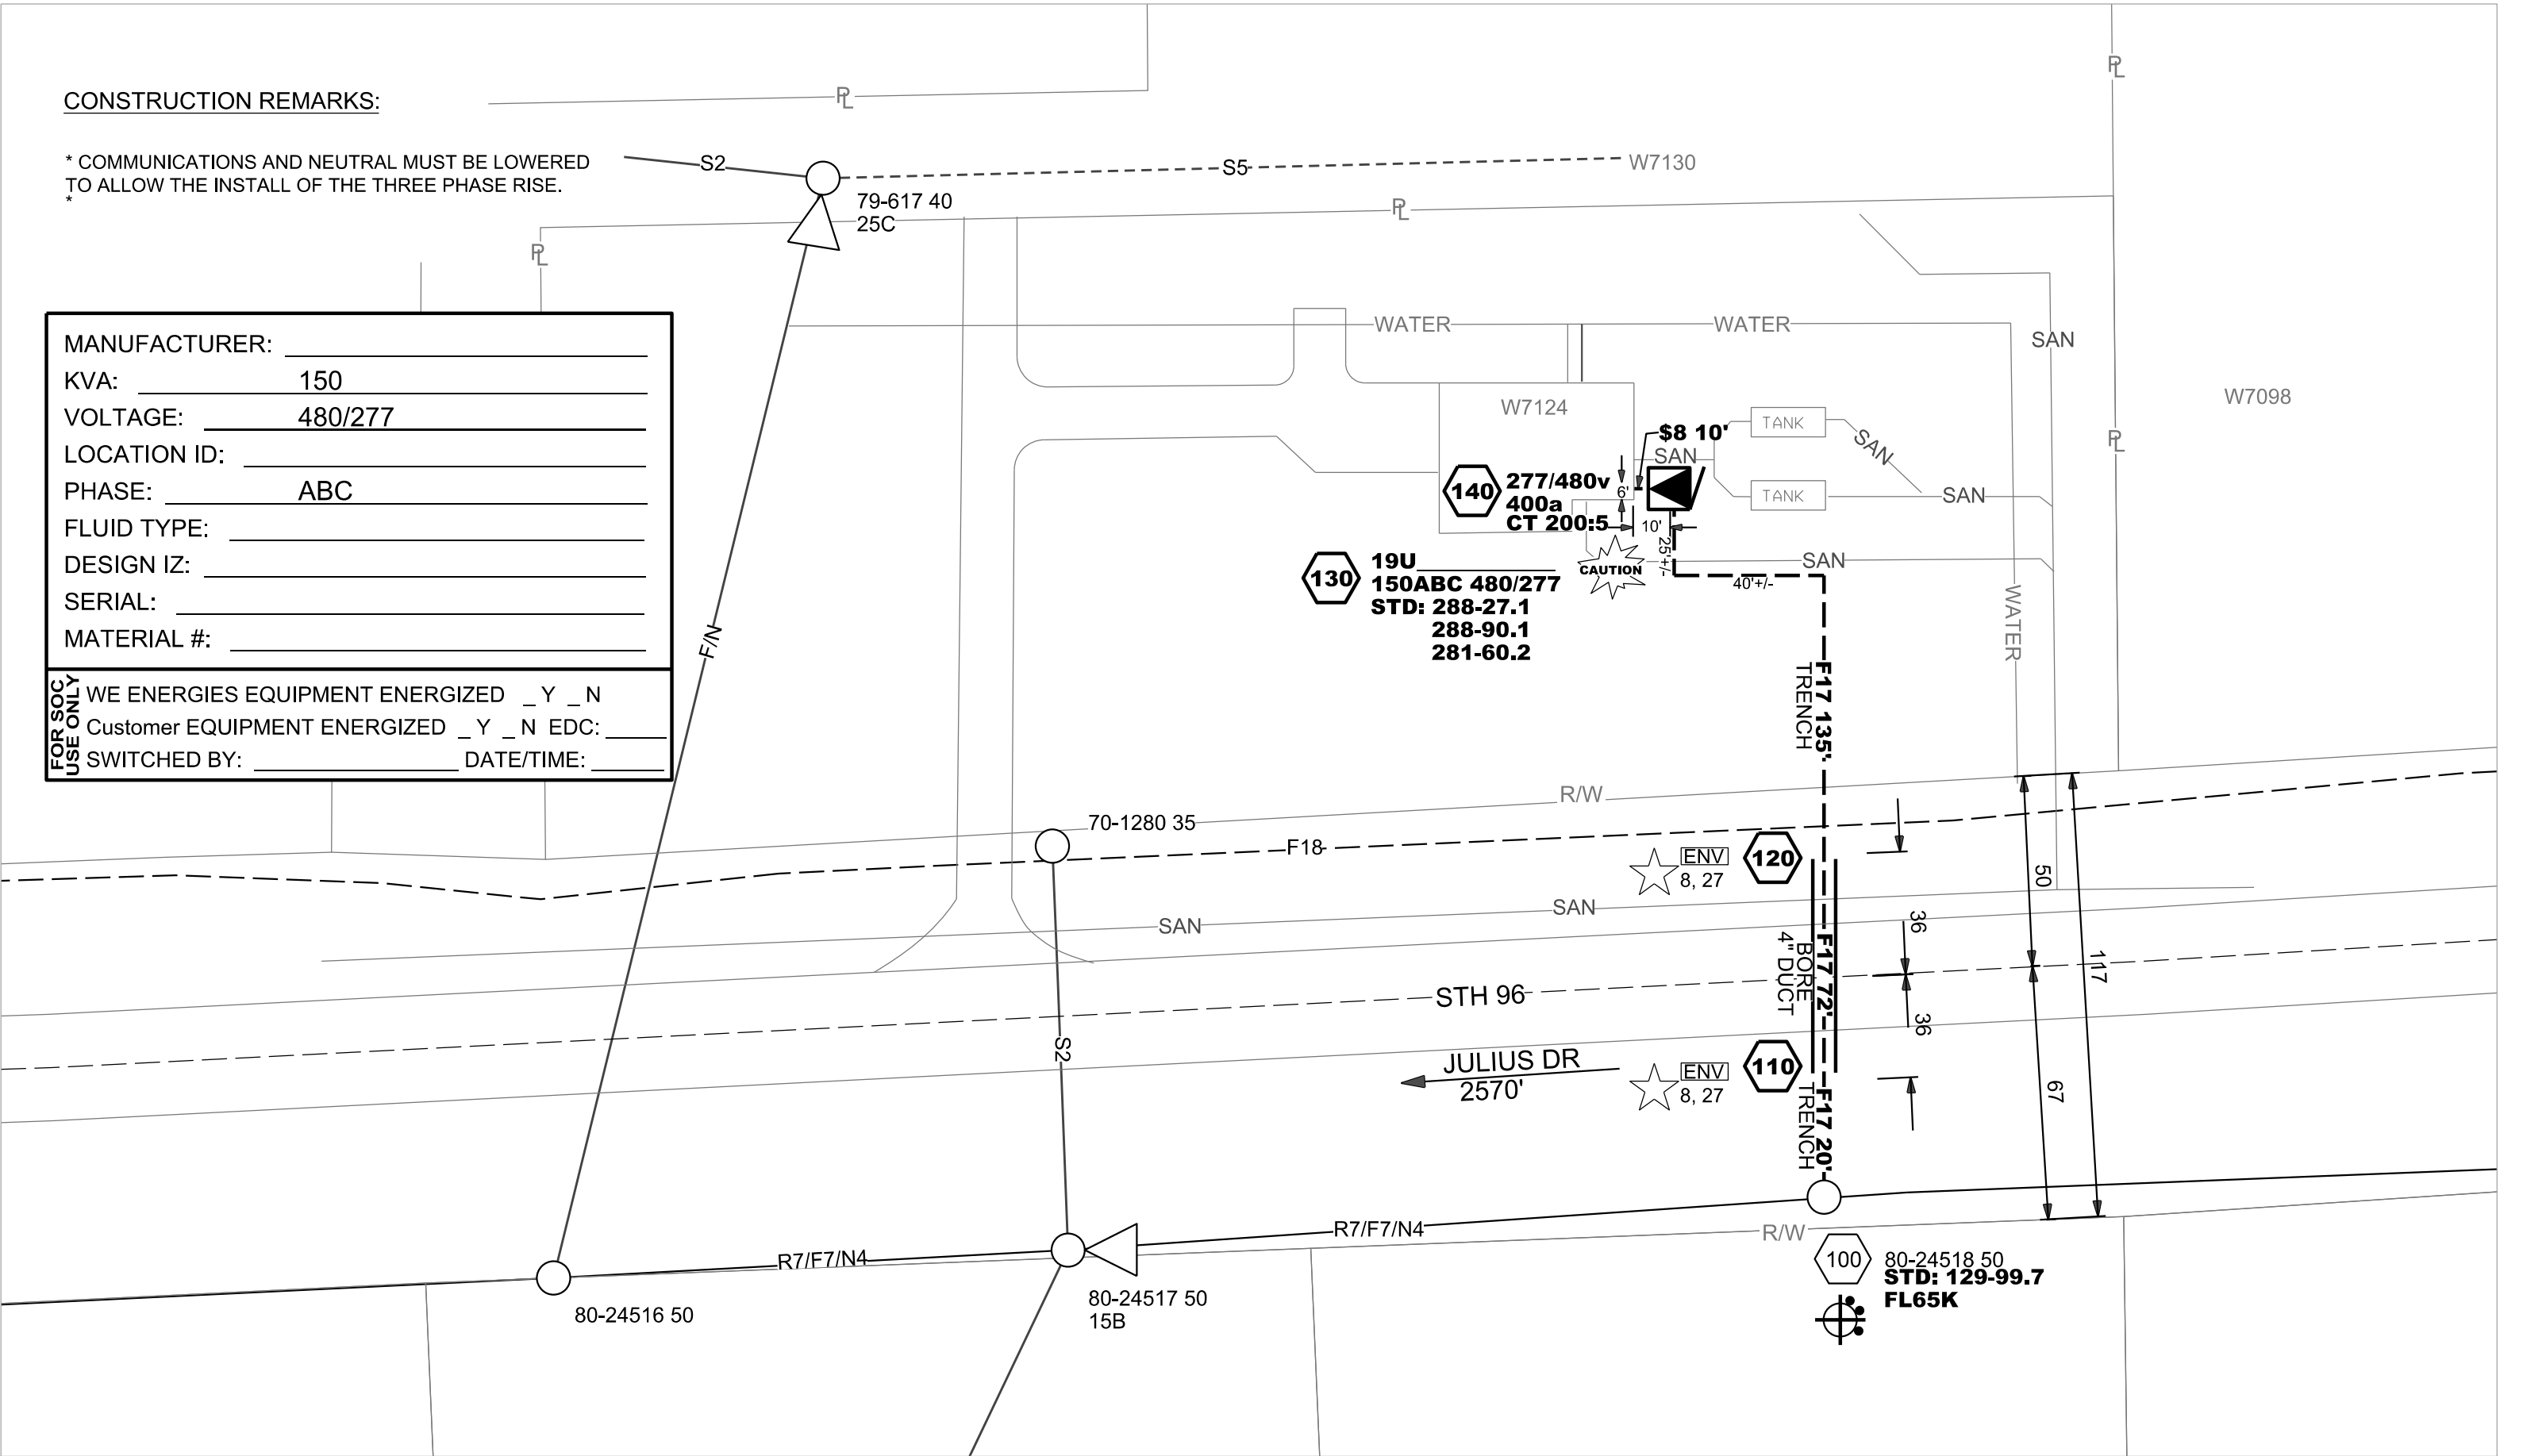 CONSTRUCTION REMARKS:
* COMMUNICATIONS AND NEUTRAL MUST BE LOWERED
TO ALLOW THE INSTALL OF THE THREE PHASE RISE.
*
PL
PL
PL
PL
PL
S2
S5
W7130
79-617 40
25C
MANUFACTURER:
KVA: 150
VOLTAGE: 480/277
LOCATION ID:
PHASE: ABC
FLUID TYPE:
DESIGN IZ:
SERIAL:
MATERIAL #:
FOR SOC
USE ONLY
WE ENERGIES EQUIPMENT ENERGIZED _ Y _ N
Customer EQUIPMENT ENERGIZED _ Y _ N EDC:
SWITCHED BY: DATE/TIME:
F/N
WATER
WATER
SAN
W7124
W7098
$8 10'
SAN
TANK
SAN
TANK
SAN
140
277/480v
400a
CT 200:5
6'
10'
25'+/-
CAUTION
SAN
40'+/-
130
19U
150ABC 480/277
STD: 288-27.1
288-90.1
281-60.2
WATER
F17 135'
TRENCH
R/W
70-1280 35
F18
ENV
8, 27
120
50
SAN
SAN
36
F17 72'
BORE
4" DUCT
117
STH 96
36
S2
JULIUS DR
2570'
ENV
8, 27
110
67
F17 20'
TRENCH
R7/F7/N4
R7/F7/N4
R/W
80-24516 50
80-24517 50
15B
100
80-24518 50
STD: 129-99.7
FL65K